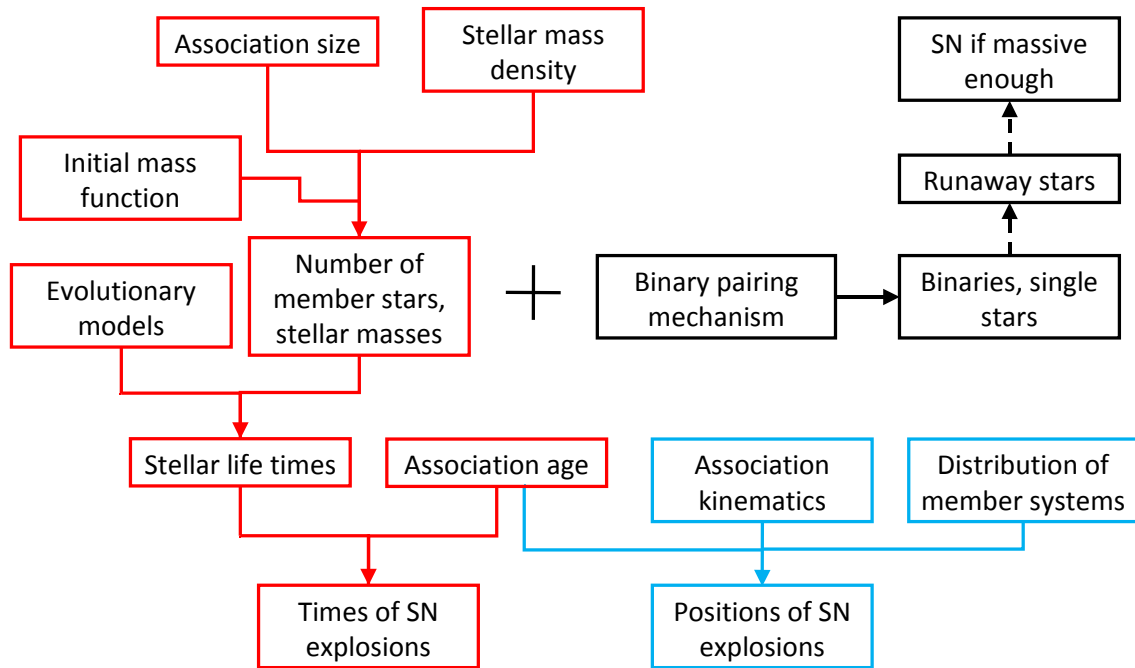 Association size
Stellar mass
density
SN if massive
enough
Initial mass
function
Runaway stars
Evolutionary
models
Number of
member stars,
stellar masses
Binary pairing
mechanism
Binaries, single
stars
Stellar life times
Association age
Association
kinematics
Distribution of
member systems
Times of SN
explosions
Positions of SN
explosions